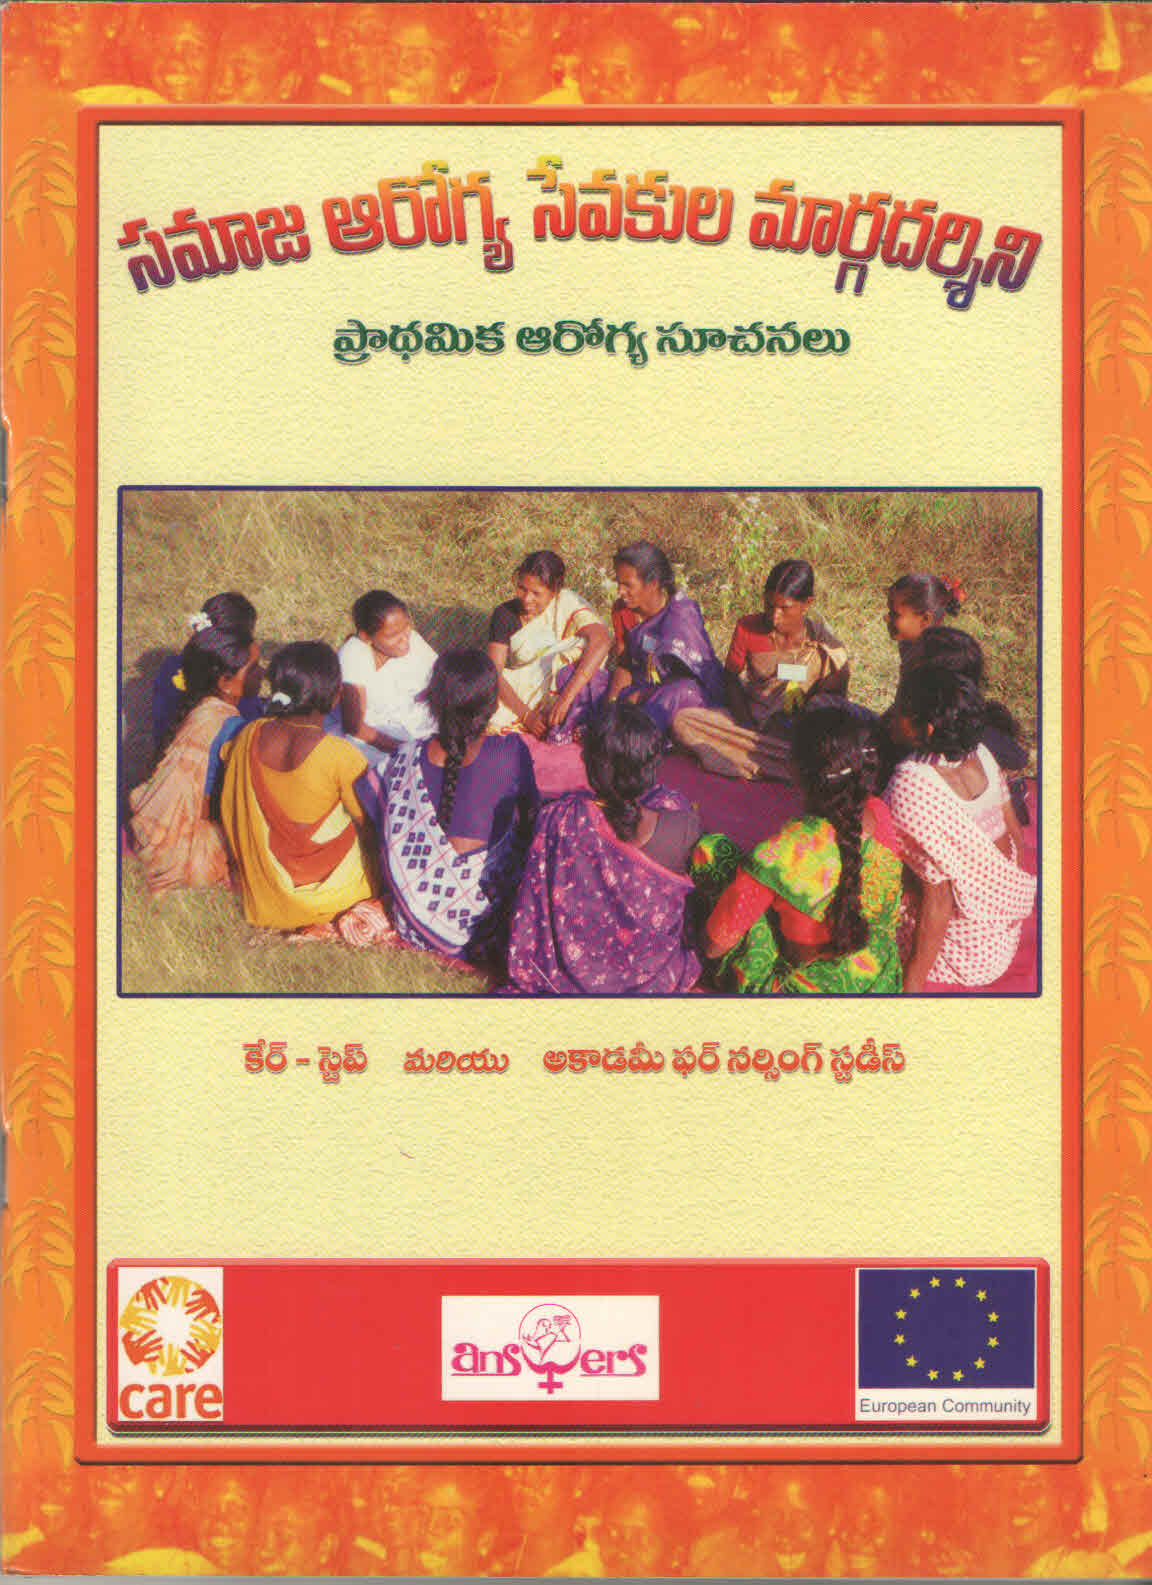 సమాజ ఆరోగ్య సేవకుల మార్గదర్శిని
ప్రాథమిక ఆరోగ్య సూచనలు
కేర్ - స్టెప్ మరియు అకాడమీ ఫర్ నర్సింగ్ స్టడీస్
care
answers
European Community